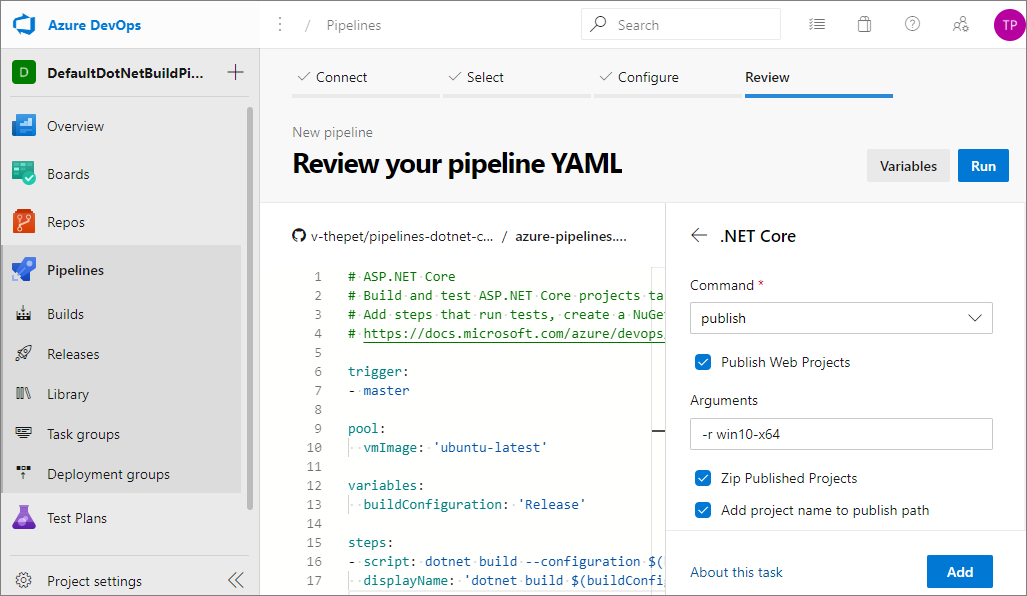 Azure DevOps
/ Pipelines
Search
TP
D DefaultDotNetBuildPi...
Overview
Boards
Repos
Pipelines
Builds
Releases
Library
Task groups
Deployment groups
Test Plans
Project settings
Connect
Select
Configure
Review
New pipeline
Review your pipeline YAML
Variables
Run
v-thepet/pipelines-dotnet-c... / azure-pipelines....
1 # ASP.NET Core
2 # Build and test ASP.NET Core projects ta
3 # Add steps that run tests, create a NuGe
4 # https://docs.microsoft.com/azure/devops/
5
6 trigger:
7 - master
8
9 pool:
10 vmImage: 'ubuntu-latest'
11
12 variables:
13 buildConfiguration: 'Release'
14
15 steps:
16 - script: dotnet build --configuration $(
17 displayName: 'dotnet build $(buildConfi
.NET Core
Command *
publish
Publish Web Projects
Arguments
-r win10-x64
Zip Published Projects
Add project name to publish path
About this task
Add